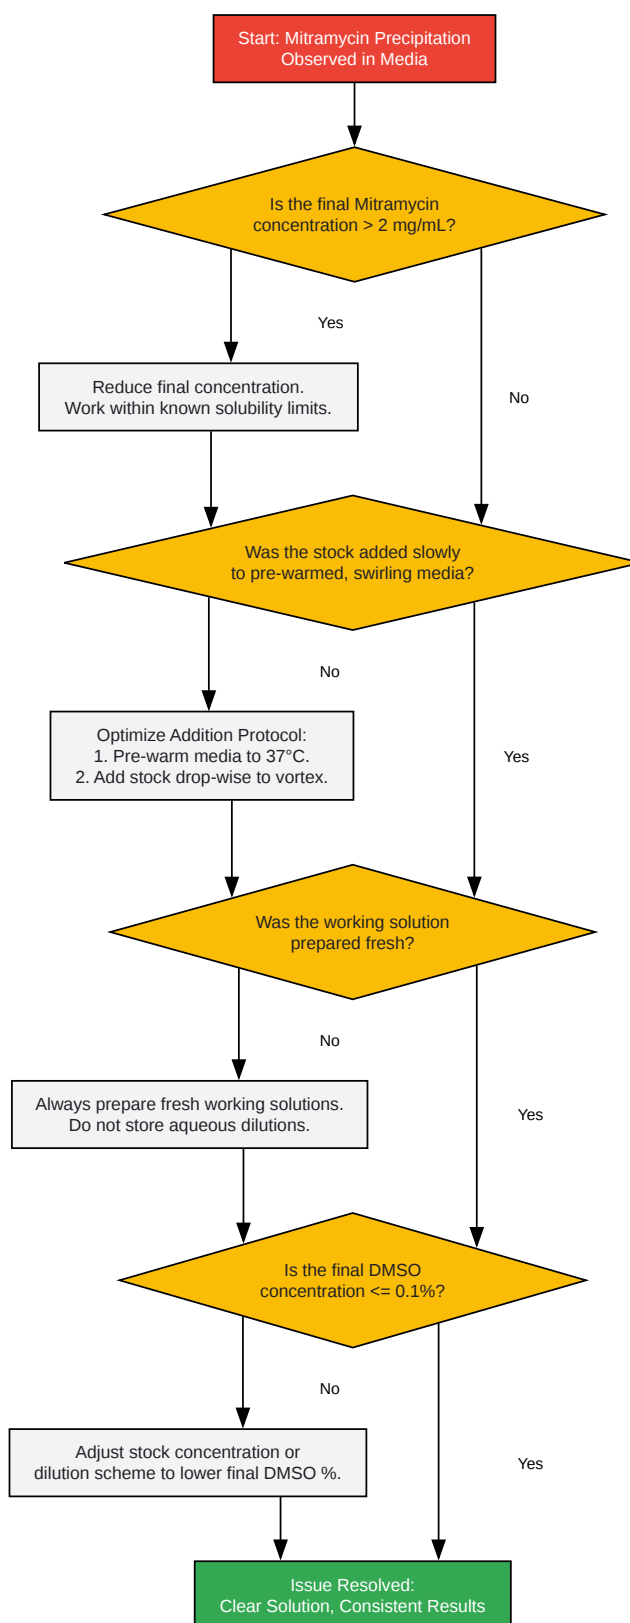 Start: Mitramycin Precipitation
Observed in Media
Is the final Mitramycin
concentration > 2 mg/mL?
Yes
Reduce final concentration.
Work within known solubility limits.
No
Was the stock added slowly
to pre-warmed, swirling media?
No
Optimize Addition Protocol:
1. Pre-warm media to 37°C.
2. Add stock drop-wise to vortex.
Yes
Was the working solution
prepared fresh?
No
Always prepare fresh working solutions.
Do not store aqueous dilutions.
Yes
Is the final DMSO
concentration <= 0.1%?
No
Adjust stock concentration or
dilution scheme to lower final DMSO %.
Yes
Issue Resolved:
Clear Solution, Consistent Results